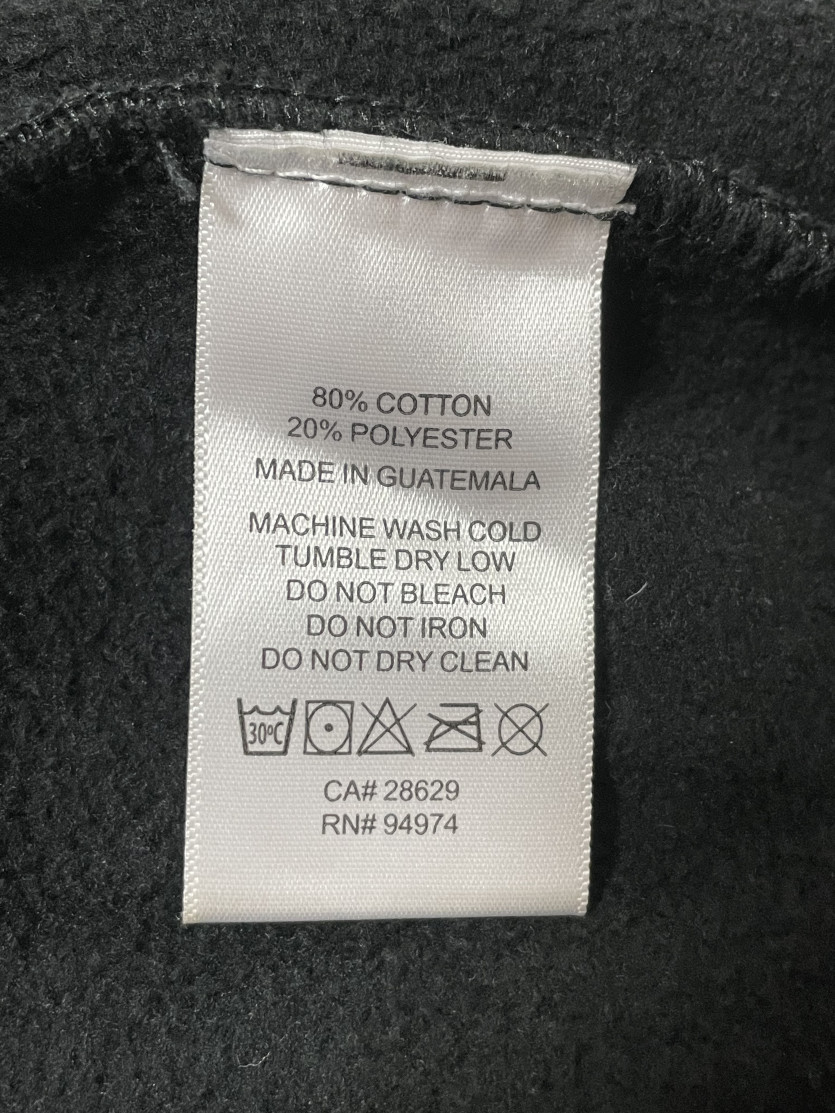 80% COTTON
20% POLYESTER
MADE IN GUATEMALA
MACHINE WASH COLD
TUMBLE DRY LOW
DO NOT BLEACH
DO NOT IRON
DO NOT DRY CLEAN
30ºC
CA# 28629
RN# 94974